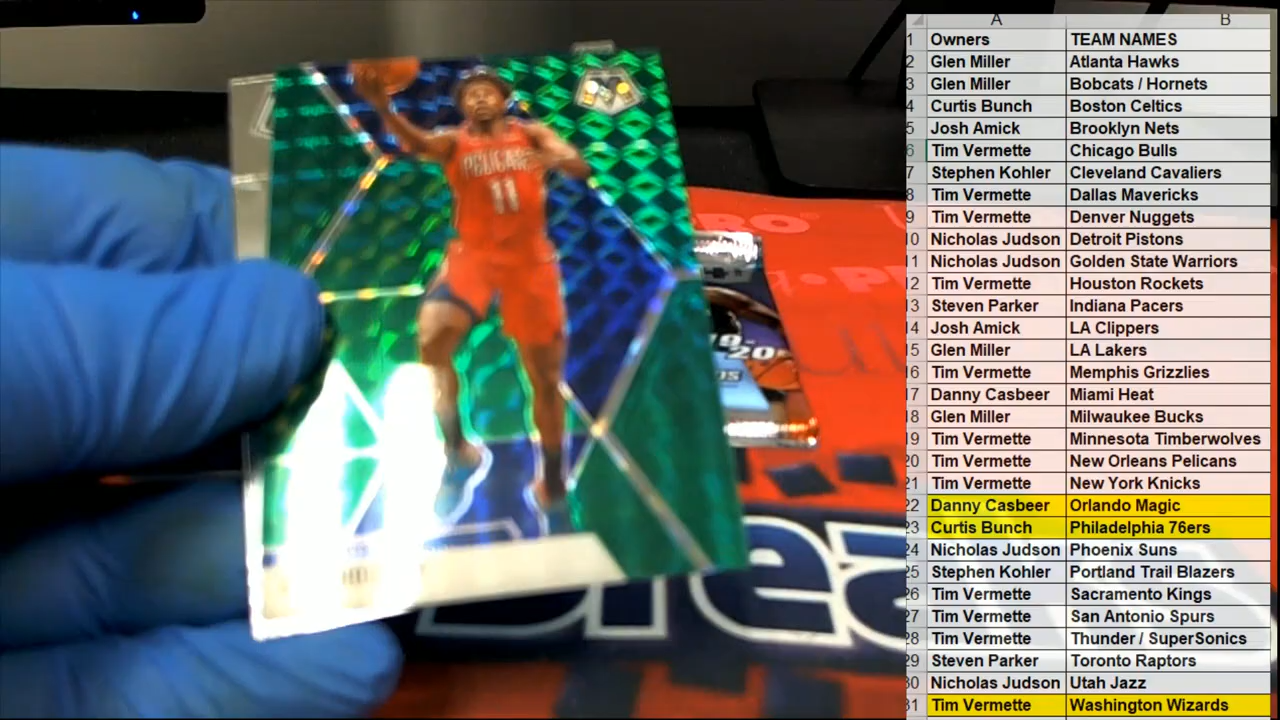 A B
1 Owners TEAM NAMES
2 Glen Miller Atlanta Hawks
3 Glen Miller Bobcats / Hornets
4 Curtis Bunch Boston Celtics
5 Josh Amick Brooklyn Nets
6 Tim Vermette Chicago Bulls
7 Stephen Kohler Cleveland Cavaliers
8 Tim Vermette Dallas Mavericks
9 Tim Vermette Denver Nuggets
10 Nicholas Judson Detroit Pistons
11 Nicholas Judson Golden State Warriors
12 Tim Vermette Houston Rockets
13 Steven Parker Indiana Pacers
14 Josh Amick LA Clippers
15 Glen Miller LA Lakers
16 Tim Vermette Memphis Grizzlies
17 Danny Casbeer Miami Heat
18 Glen Miller Milwaukee Bucks
19 Tim Vermette Minnesota Timberwolves
20 Tim Vermette New Orleans Pelicans
21 Tim Vermette New York Knicks
22 Danny Casbeer Orlando Magic
23 Curtis Bunch Philadelphia 76ers
24 Nicholas Judson Phoenix Suns
25 Stephen Kohler Portland Trail Blazers
26 Tim Vermette Sacramento Kings
27 Tim Vermette San Antonio Spurs
28 Tim Vermette Thunder / SuperSonics
29 Steven Parker Toronto Raptors
30 Nicholas Judson Utah Jazz
31 Tim Vermette Washington Wizards
PELICANS
11
19-20